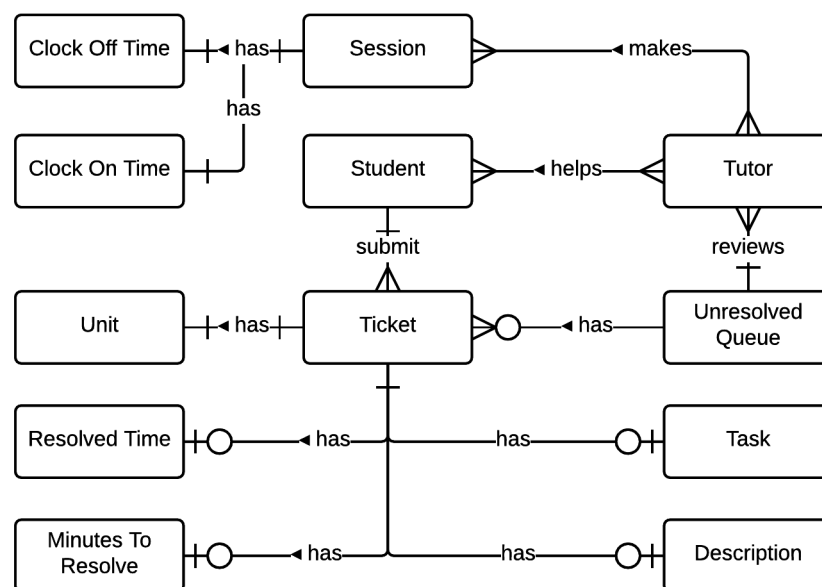 Clock Off Time
has
Session
makes
has
Clock On Time
Student
helps
Tutor
submit
reviews
Unit
has
Ticket
has
Unresolved
Queue
Resolved Time
has
has
Task
Minutes To
Resolve
has
has
Description